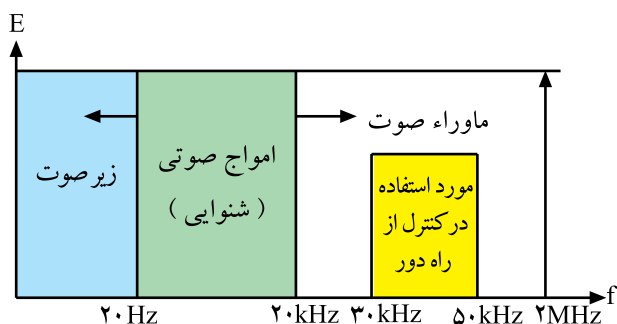 E
ماوراء صوت
امواج صوتی
( شنوایی )
زیر صوت
مورد استفاده
در کنترل از
راه دور
f
۲۰Hz
۲۰kHz
۳۰kHz
۵۰kHz
۲MHz